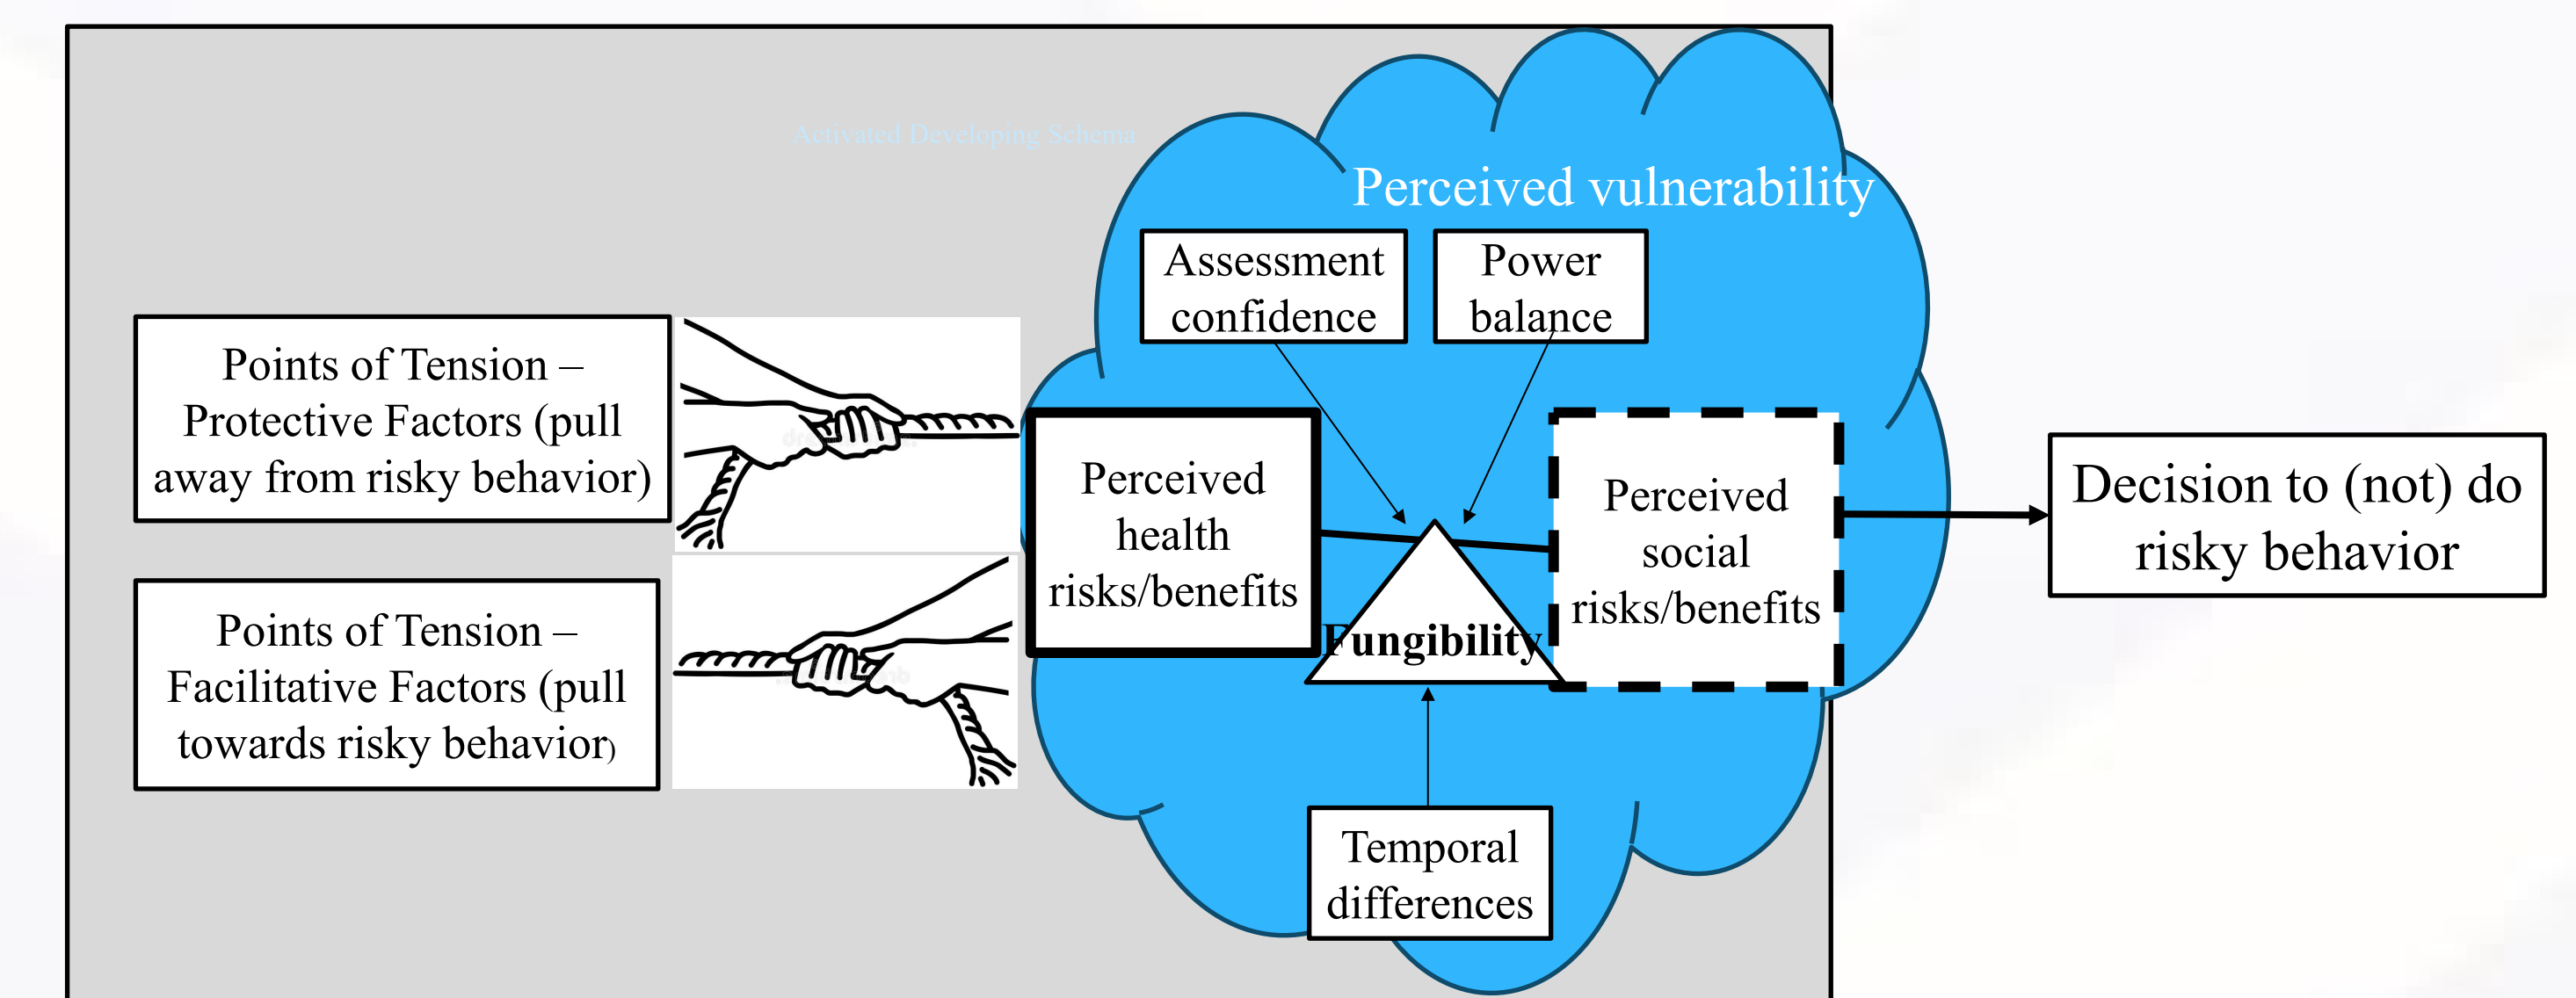 Activated Developing Schema
Perceived vulnerability
Assessment
confidence
Power
balance
Points of Tension –
Protective Factors (pull
away from risky behavior)
Points of Tension –
Facilitative Factors (pull
towards risky behavior)
Perceived
health
risks/benefits
Fungibility
Perceived
social
risks/benefits
Temporal
differences
Decision to (not) do
risky behavior